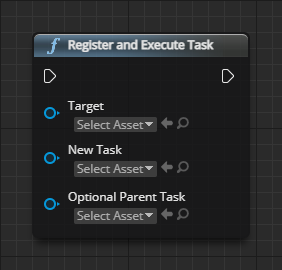 f Register and Execute Task
Target
Select Asset
New Task
Select Asset
Optional Parent Task
Select Asset